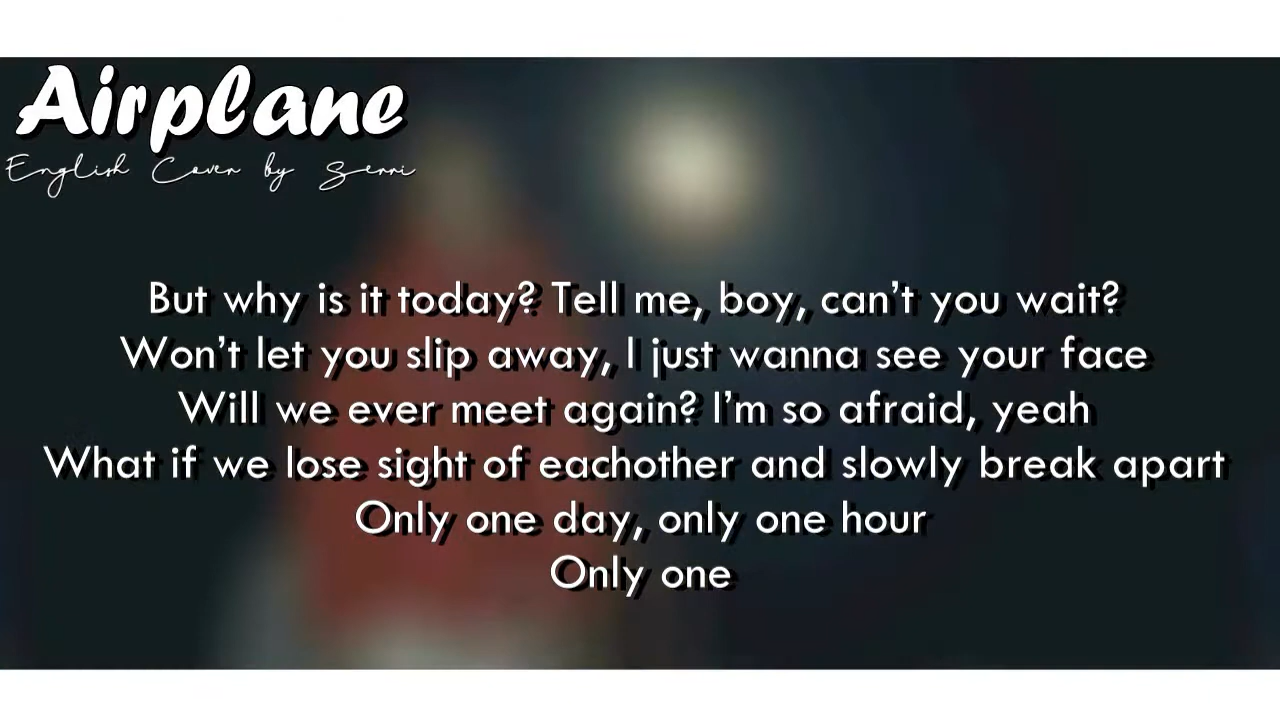 Airplane
English Cover by Serri
But why is it today? Tell me, boy, can't you wait?
Won't let you slip away, I just wanna see your face
Will we ever meet again? I'm so afraid, yeah
What if we lose sight of eachother and slowly break apart
Only one day, only one hour
Only one